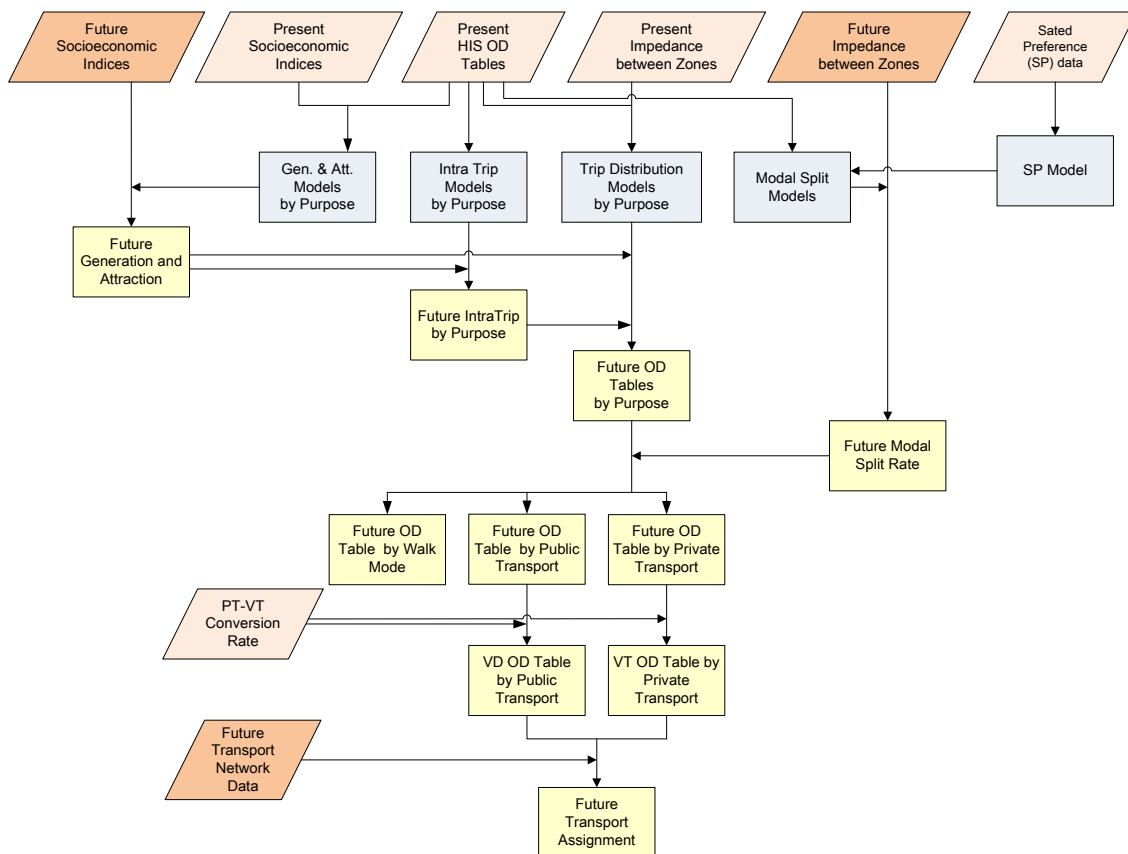 Future
Socioeconomic
Indices
Present
Socioeconomic
Indices
Present
HIS OD
Tables
Present
Impedance
between Zones
Future
Impedance
between Zones
Sated
Preference
(SP) data
Gen. & Att.
Models
by Purpose
Intra Trip
Models
by Purpose
Trip Distribution
Models
by Purpose
Modal Split
Models
SP Model
Future
Generation and
Attraction
Future IntraTrip
by Purpose
Future OD
Tables
by Purpose
Future Modal
Split Rate
Future OD
Table by Walk
Mode
Future OD
Table by Public
Transport
Future OD
Table by Private
Transport
PT-VT
Conversion
Rate
VD OD Table
by Public
Transport
VT OD Table by
Private
Transport
Future
Transport
Network
Data
Future
Transport
Assignment